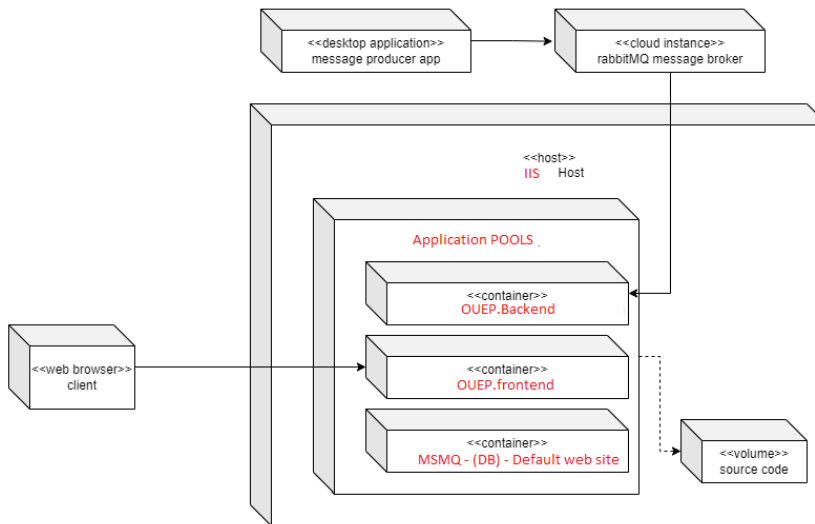 <<desktop application>>
message producer app
<<cloud instance>>
rabbitMQ message broker
<<host>>
IIS Host
Application POOLS .
<<container>>
OUEP.Backend
<<container>>
OUEP.frontend
<<web browser>>
client
<<container>>
MSMQ - (DB) - Default web site
<<volume>>
source code